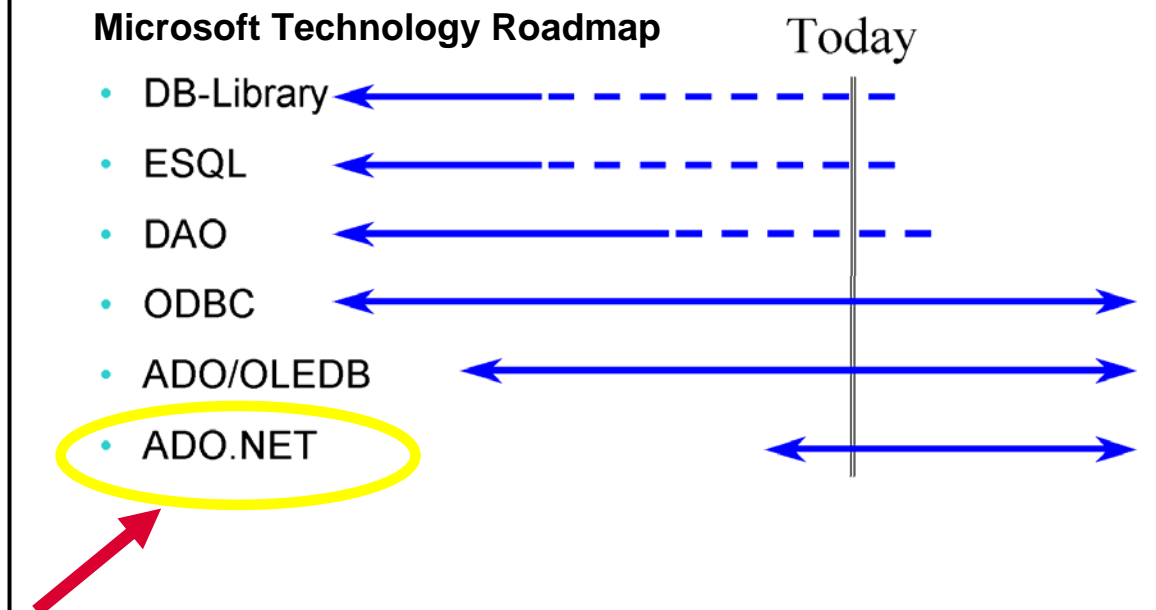 Microsoft Technology Roadmap
Today
• DB-Library
• ESQL
• DAO
• ODBC
• ADO/OLEDB
• ADO.NET